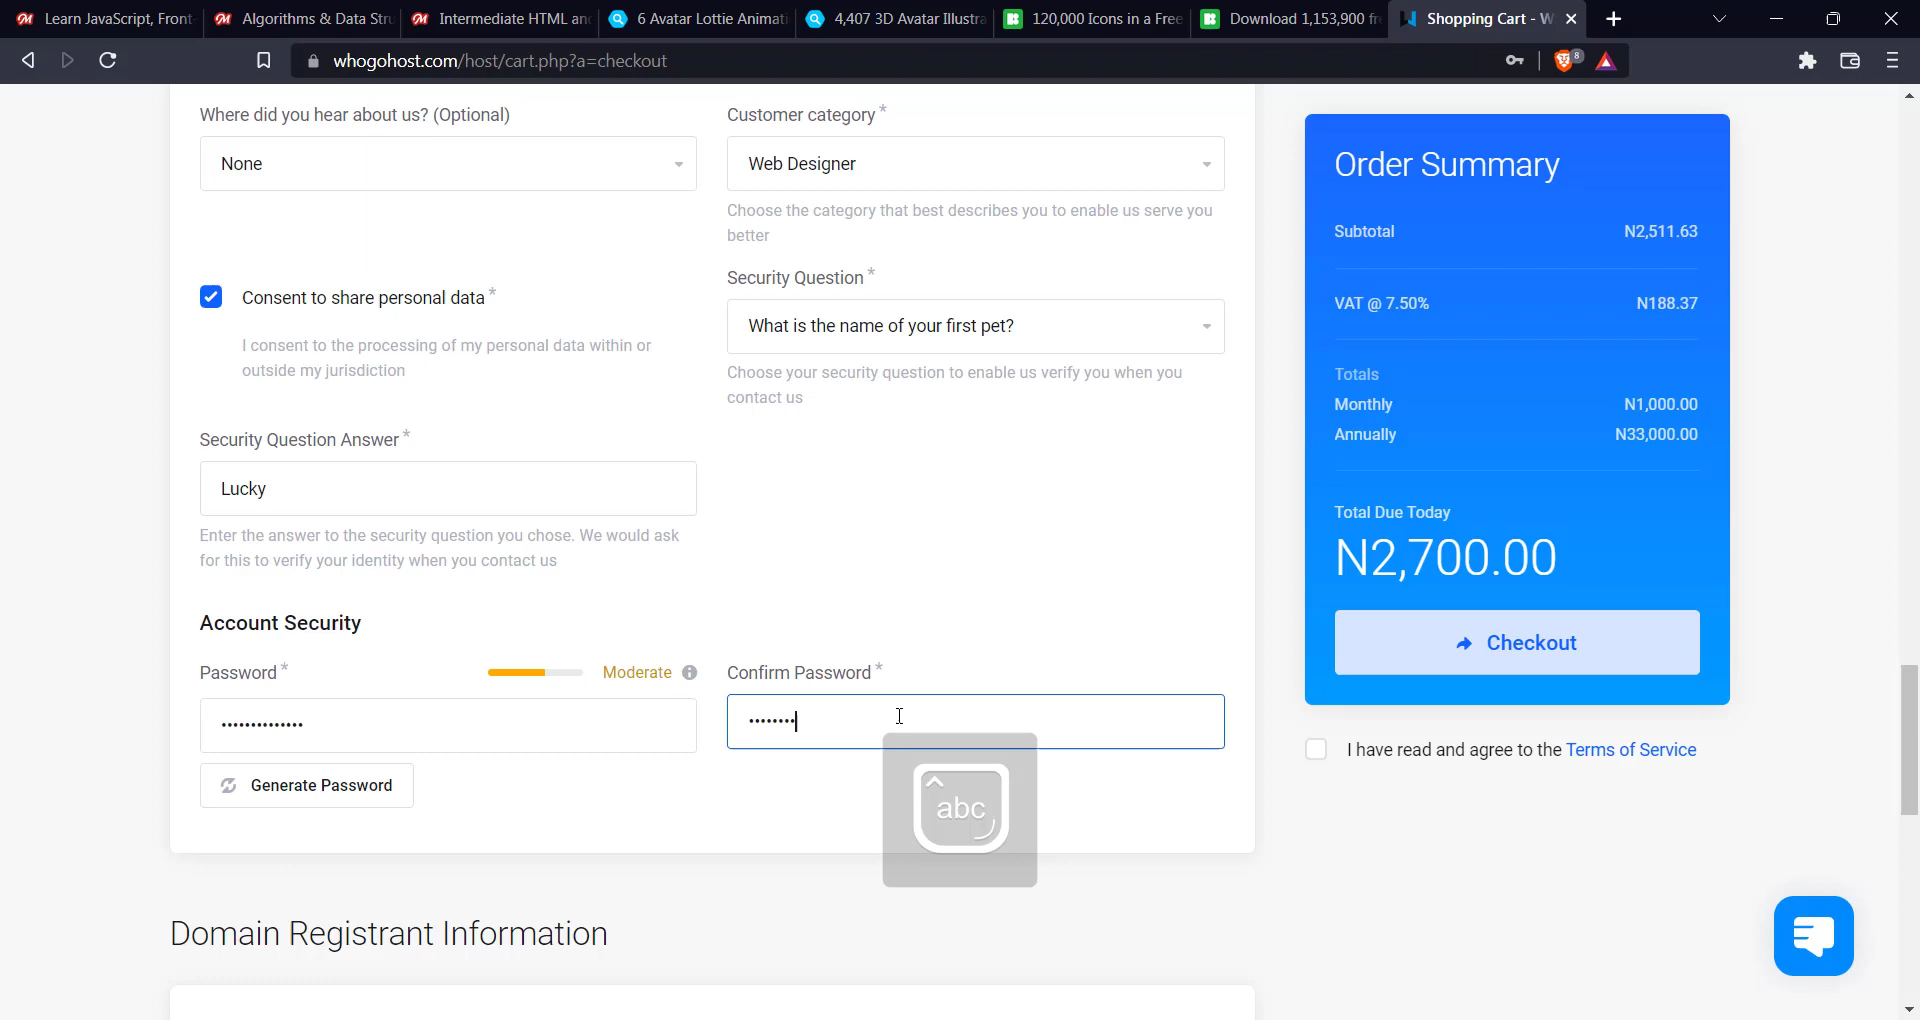 Learn JavaScript, Front-
Algorithms & Data Stru
Intermediate HTML an
6 Avatar Lottie Animati
4,407 3D Avatar Illustra
120,000 Icons in a Free
Download 1,153,900 fr
Shopping Cart - W
whogohost.com/host/cart.php?a=checkout
8
Where did you hear about us? (Optional)
None
Customer category *
Web Designer
Choose the category that best describes you to enable us serve you
better
Consent to share personal data *
I consent to the processing of my personal data within or
outside my jurisdiction
Security Question *
What is the name of your first pet?
Choose your security question to enable us verify you when you
contact us
Security Question Answer *
Lucky
Enter the answer to the security question you chose. We would ask
for this to verify your identity when you contact us
Account Security
Password *
Moderate
••••••••••••••
Generate Password
Confirm Password *
••••••••
abc
Domain Registrant Information
Order Summary
Subtotal N2,511.63
VAT @ 7.50% N188.37
Totals
Monthly N1,000.00
Annually N33,000.00
Total Due Today
N2,700.00
Checkout
I have read and agree to the Terms of Service